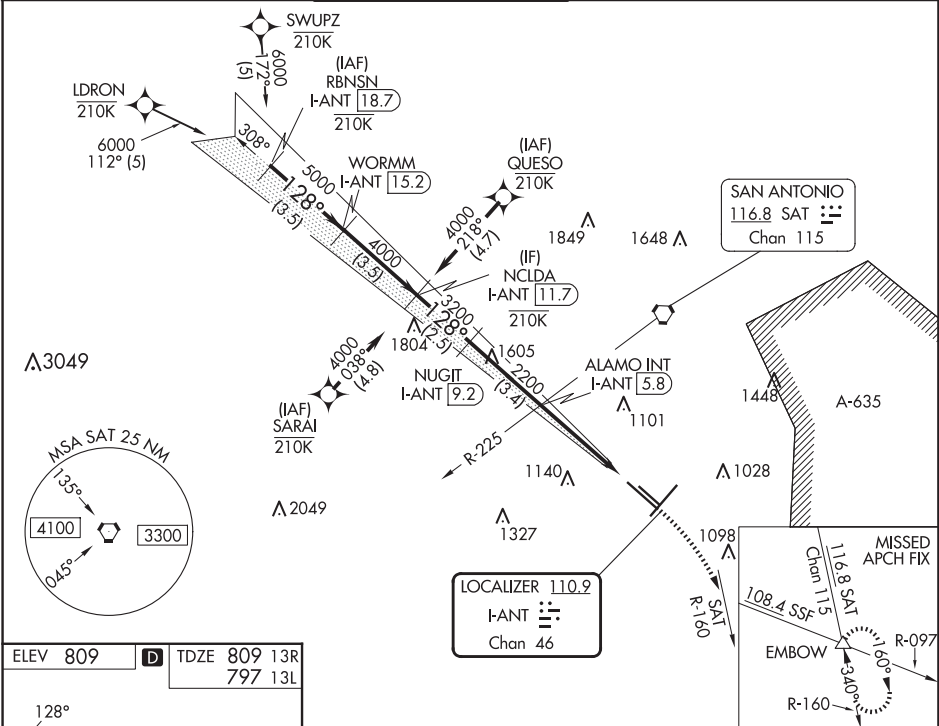 SWUPZ
210K
6000
172°
(5)
LDRON
210K
6000
112° (5)
(IAF)
RBNSN
I-ANT 18.7
210K
308°
128°
(3.5)
5000
WORMM
I-ANT 15.2
4000
(3.5)
(IAF)
QUESO
210K
4000
218°
(4.7)
1849
1648
SAN ANTONIO
116.8 SAT
Chan 115
(IF)
NCLDA
I-ANT 11.7
210K
3200
128°
(2.5)
1804
1605
2200
(3.4)
NUGIT
I-ANT 9.2
ALAMO INT
I-ANT 5.8
3049
4000
038°
(4.8)
(IAF)
SARAI
210K
R-225
1101
1448
A-635
MSA SAT 25 NM
135°
4100
3300
045°
2049
1140
1327
1028
1098
SAT
R-160
LOCALIZER 110.9
I-ANT
Chan 46
MISSED
APCH FIX
116.8 SAT
Chan 115
108.4 SSF
EMBOW
R-097
160°
340°
R-160
ELEV 809
D
TDZE 809 13R
797 13L
128°